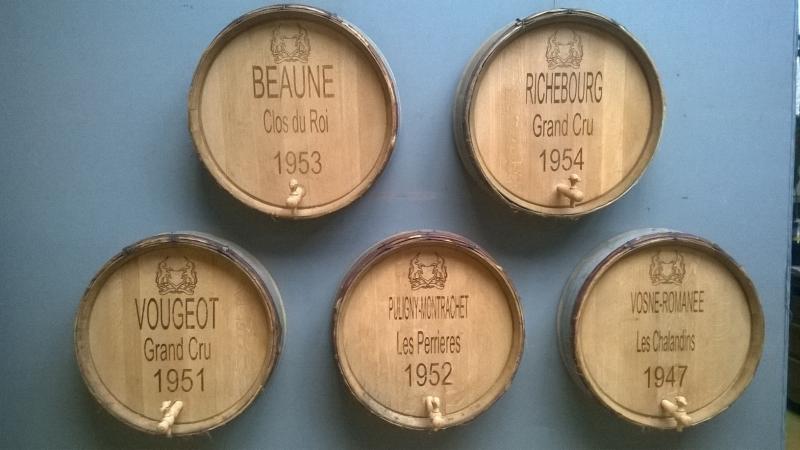 BEAUNE
Clos du Roi
1953
RICHEBOURG
Grand Cru
1954
VOUGEOT
Grand Cru
1951
PULIGNY-MONTRACHET
Les Perrieres
1952
VOSNE-ROMANEE
Les Chalandins
1947